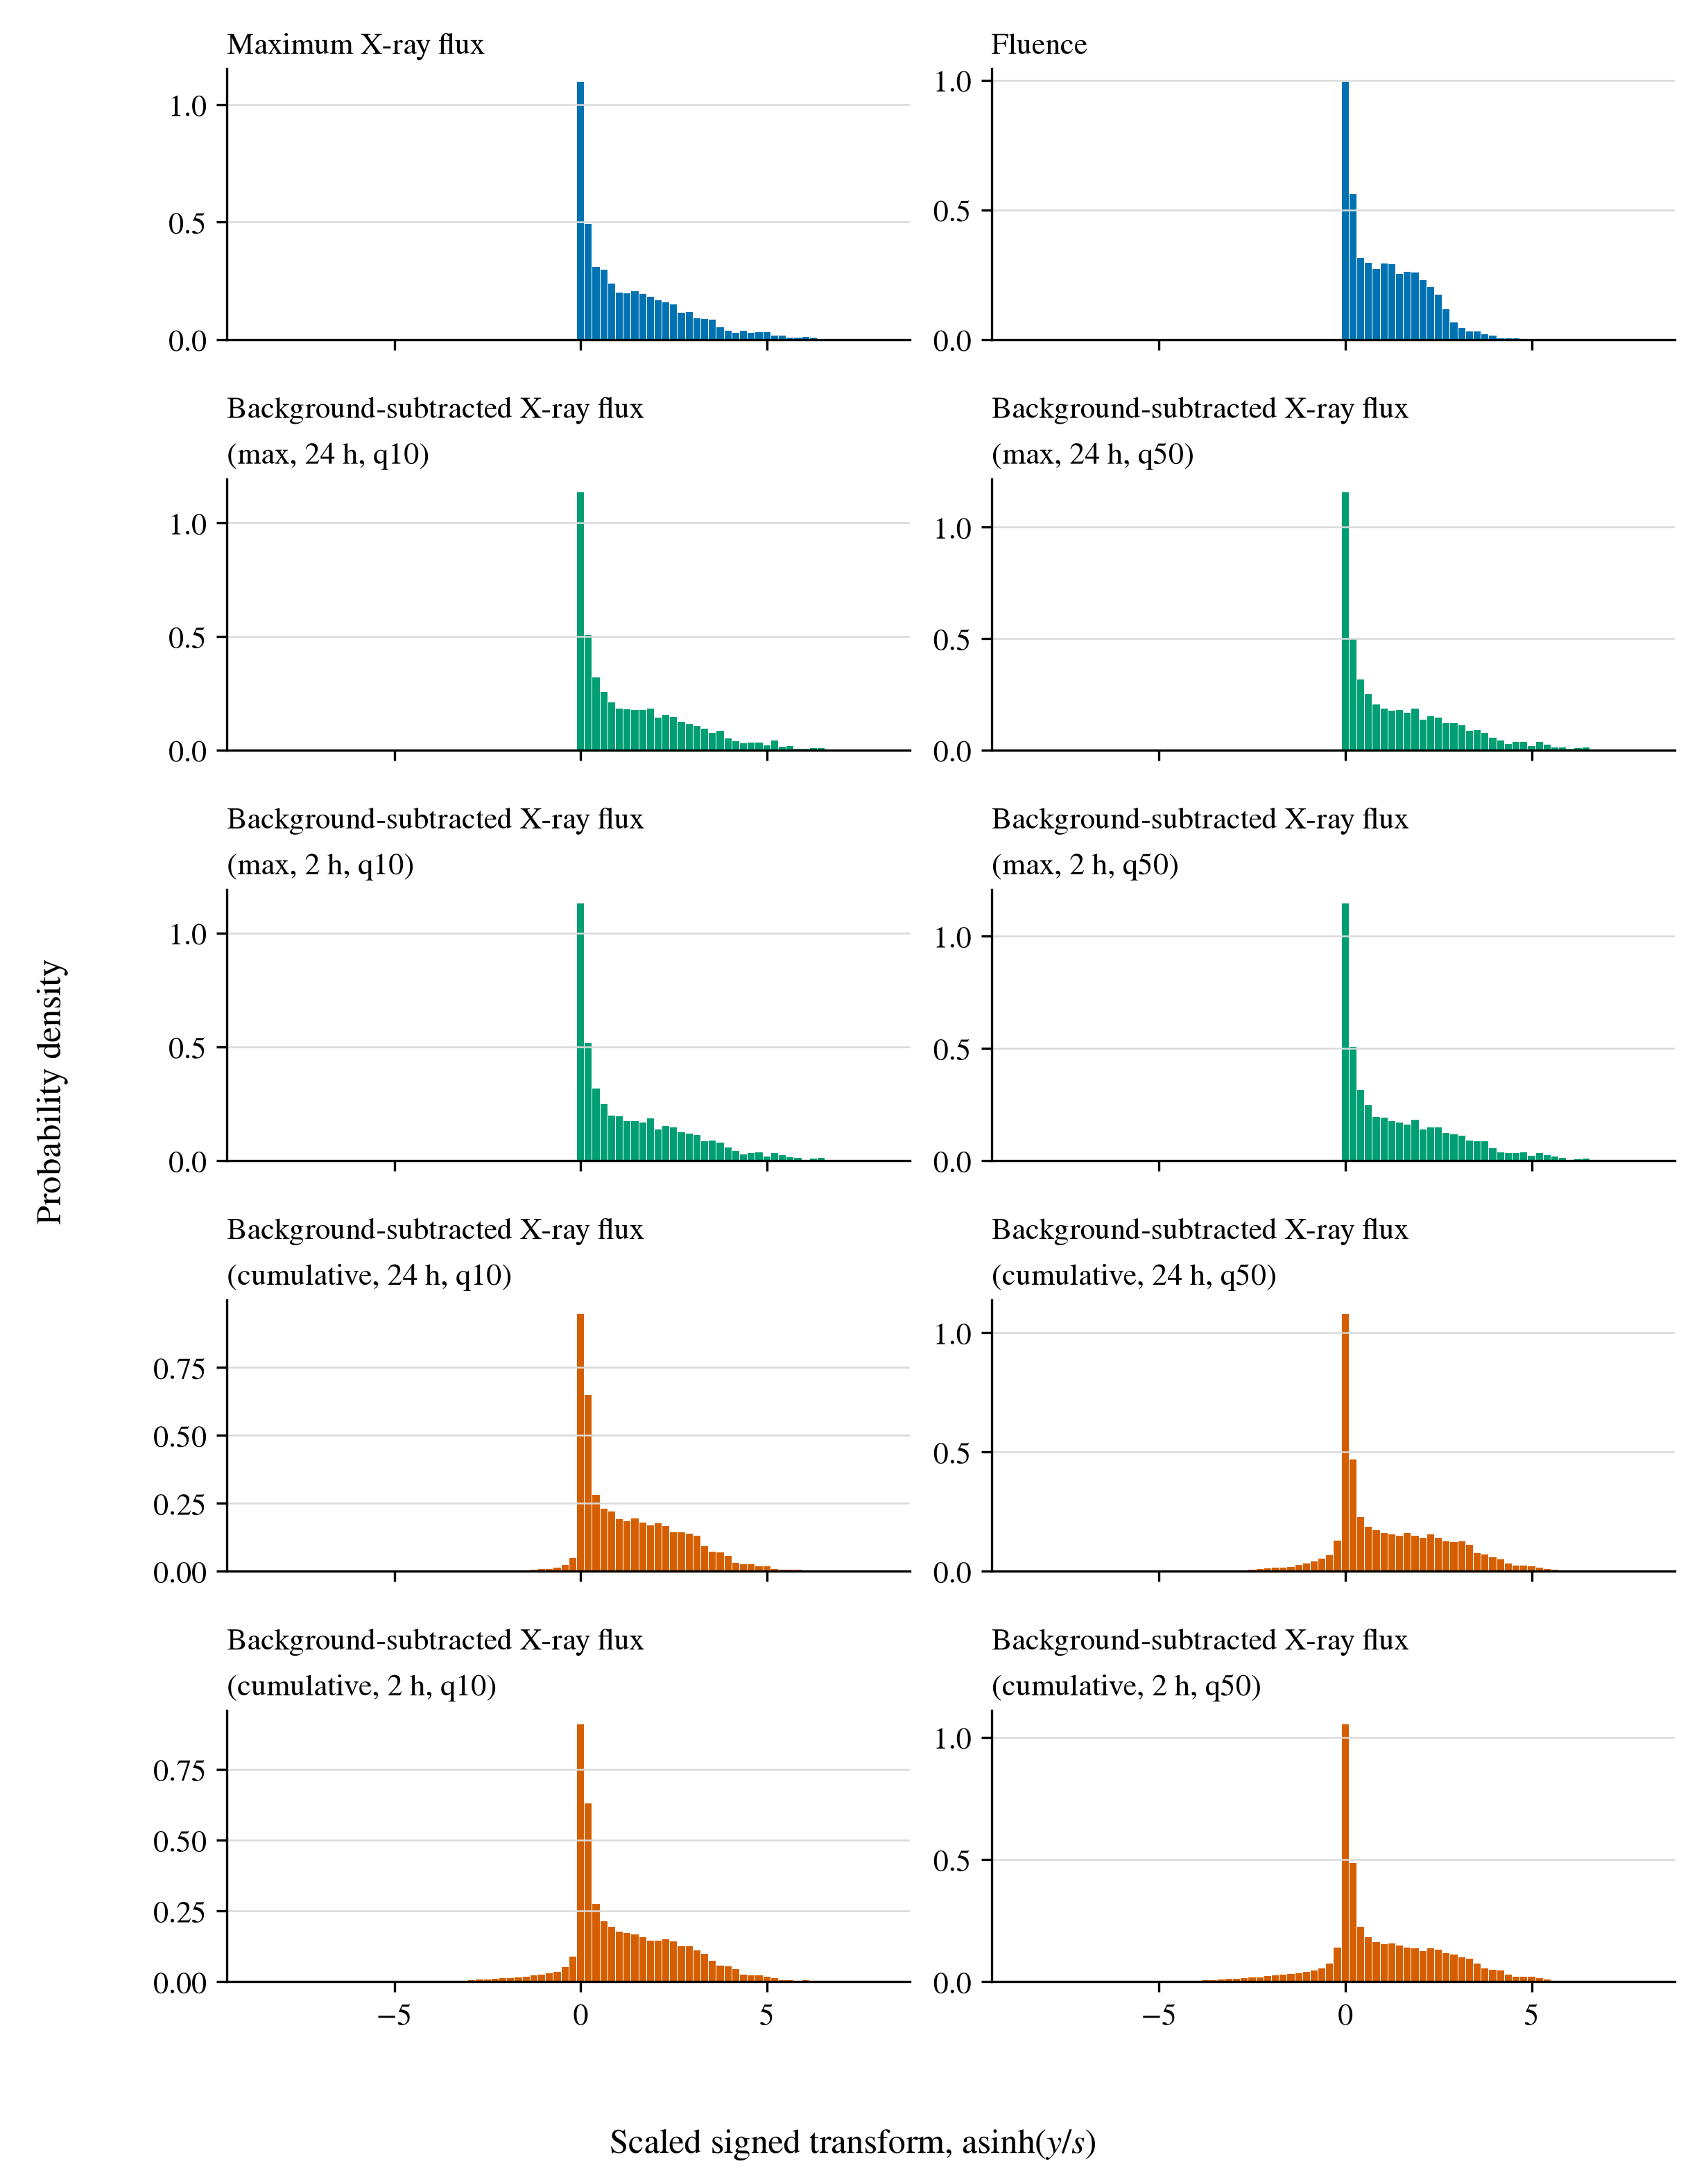 Maximum X-ray flux
Fluence
1.0
0.5
0.0
1.0
0.5
0.0
Background-subtracted X-ray flux
(max, 24 h, q10)
Background-subtracted X-ray flux
(max, 24 h, q50)
1.0
0.5
0.0
1.0
0.5
0.0
Background-subtracted X-ray flux
(max, 2 h, q10)
Background-subtracted X-ray flux
(max, 2 h, q50)
1.0
0.5
0.0
1.0
0.5
0.0
Probability density
Background-subtracted X-ray flux
(cumulative, 24 h, q10)
Background-subtracted X-ray flux
(cumulative, 24 h, q50)
0.75
0.50
0.25
0.00
1.0
0.5
0.0
Background-subtracted X-ray flux
(cumulative, 2 h, q10)
Background-subtracted X-ray flux
(cumulative, 2 h, q50)
0.75
0.50
0.25
0.00
1.0
0.5
0.0
−5 0 5
−5 0 5
Scaled signed transform, asinh(y/s)